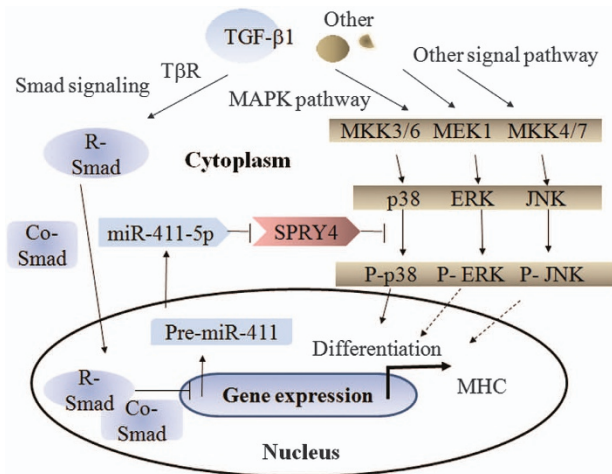 Other
TGF-β1
Other signal pathway
TβR
Smad signaling
MAPK pathway
MKK3/6 MEK1 MKK4/7
R-
Smad
Cytoplasm
p38 ERK JNK
Co-
Smad
miR-411-5p
SPRY4
P-p38 P- ERK P- JNK
Pre-miR-411
Differentiation
R-
Smad
Co-
Smad
Gene expression
MHC
Nucleus